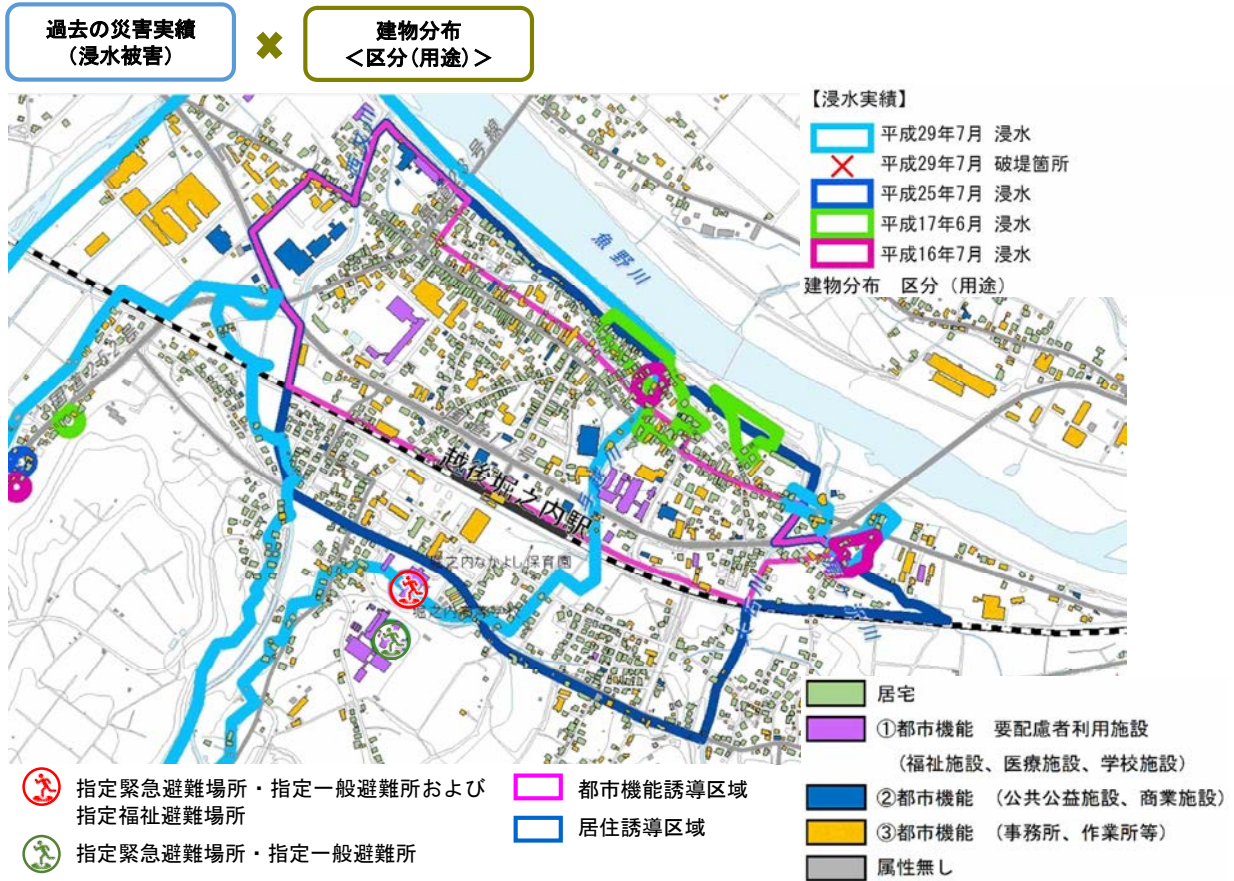 過去の災害実績
（浸水被害）
建物分布
＜区分（用途）＞
【浸水実績】
平成29年7月 浸水
平成29年7月 破堤箇所
平成25年7月 浸水
平成17年6月 浸水
平成16年7月 浸水
建物分布 区分（用途）
魚野川
越後堀之内駅
堀之内なかよし保育園
居宅
①都市機能 要配慮者利用施設
（福祉施設、医療施設、学校施設）
②都市機能 （公共公益施設、商業施設）
③都市機能 （事務所、作業所等）
属性無し
指定緊急避難場所・指定一般避難所および
指定福祉避難場所
指定緊急避難場所・指定一般避難所
都市機能誘導区域
居住誘導区域